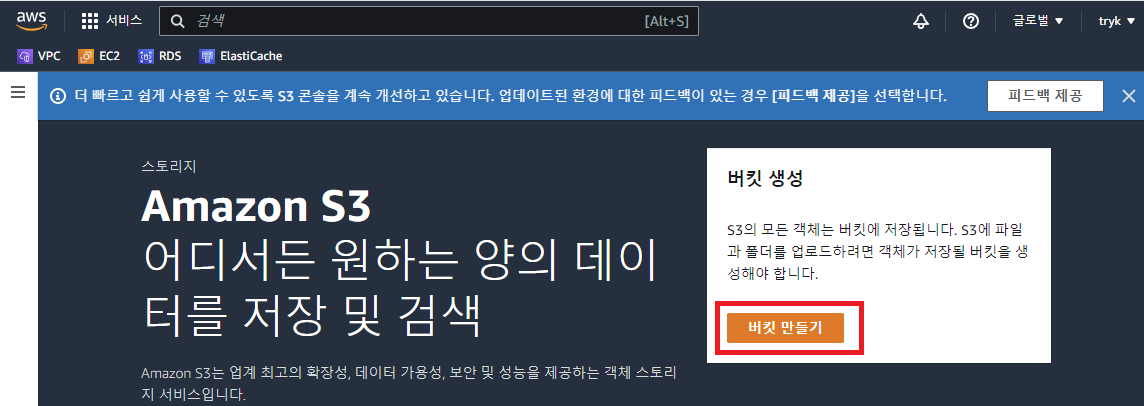 aws 서비스 검색 [Alt+S] 글로벌 tryk
VPC EC2 RDS ElastiCache
더 빠르고 쉽게 사용할 수 있도록 S3 콘솔을 계속 개선하고 있습니다. 업데이트된 환경에 대한 피드백이 있는 경우 [피드백 제공]을 선택합니다. 피드백 제공
스토리지
Amazon S3
어디서든 원하는 양의 데이
터를 저장 및 검색
Amazon S3는 업계 최고의 확장성, 데이터 가용성, 보안 및 성능을 제공하는 객체 스토리
지 서비스입니다.
버킷 생성
S3의 모든 객체는 버킷에 저장됩니다. S3에 파일
과 폴더를 업로드하려면 객체가 저장될 버킷을 생
성해야 합니다.
버킷 만들기